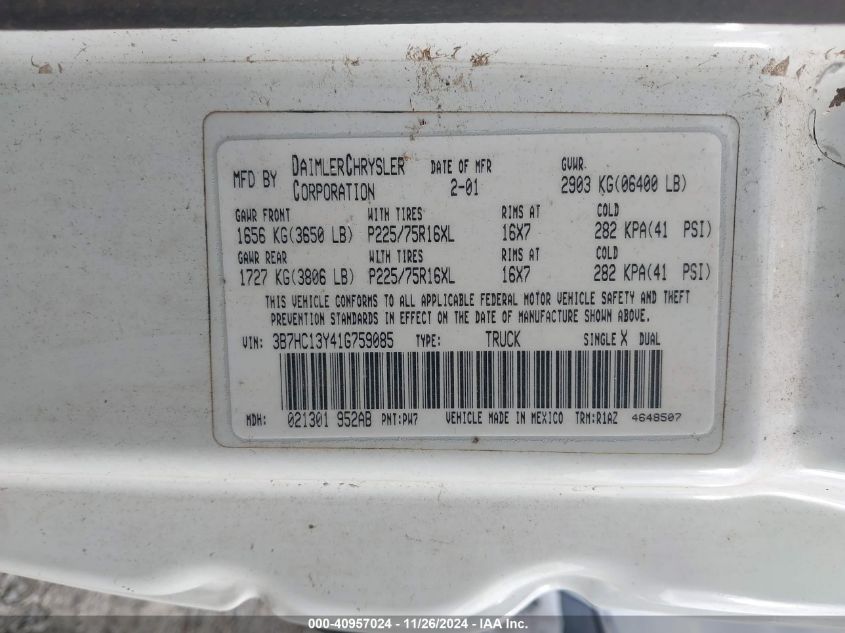 MFD BY DAIMLERCHRYSLER CORPORATION DATE OF MFR 2-01 GVWR 2903 KG(06400 LB)
GAWR FRONT WITH TIRES RIMS AT COLD
1656 KG(3650 LB) P225/75R16XL 16X7 282 KPA(41 PSI)
GAWR REAR WITH TIRES RIMS AT COLD
1727 KG(3806 LB) P225/75R16XL 16X7 282 KPA(41 PSI)
THIS VEHICLE CONFORMS TO ALL APPLICABLE FEDERAL MOTOR VEHICLE SAFETY AND THEFT
PREVENTION STANDARDS IN EFFECT ON THE DATE OF MANUFACTURE SHOWN ABOVE.
VIN: 3B7HC13Y41G759085 TYPE: TRUCK SINGLE X DUAL
MDH: 021301 952AB PNT:PW7 VEHICLE MADE IN MEXICO TRM:R1AZ 4648507
000-40957024 - 11/26/2024 - IAA Inc.